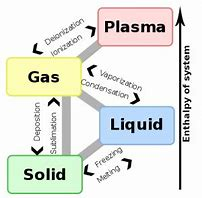 Plasma
Deionization
Ionization
Gas
Vaporization
Condensation
Enthalpy of system
Deposition
Sublimation
Liquid
Freezing
Melting
Solid